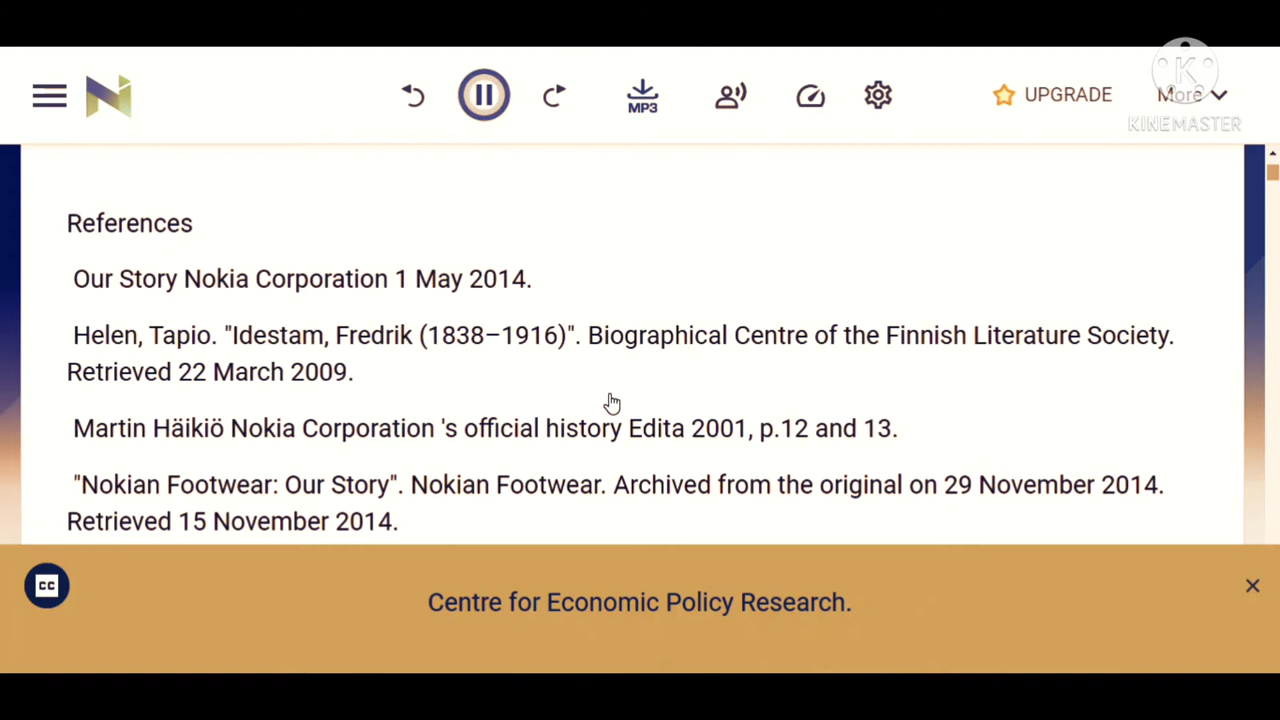 MP3
UPGRADE
More
KINEMASTER
References
Our Story Nokia Corporation 1 May 2014.
Helen, Tapio. "Idestam, Fredrik (1838–1916)". Biographical Centre of the Finnish Literature Society.
Retrieved 22 March 2009.
Martin Häikiö Nokia Corporation 's official history Edita 2001, p.12 and 13.
"Nokian Footwear: Our Story". Nokian Footwear. Archived from the original on 29 November 2014.
Retrieved 15 November 2014.
CC
Centre for Economic Policy Research.